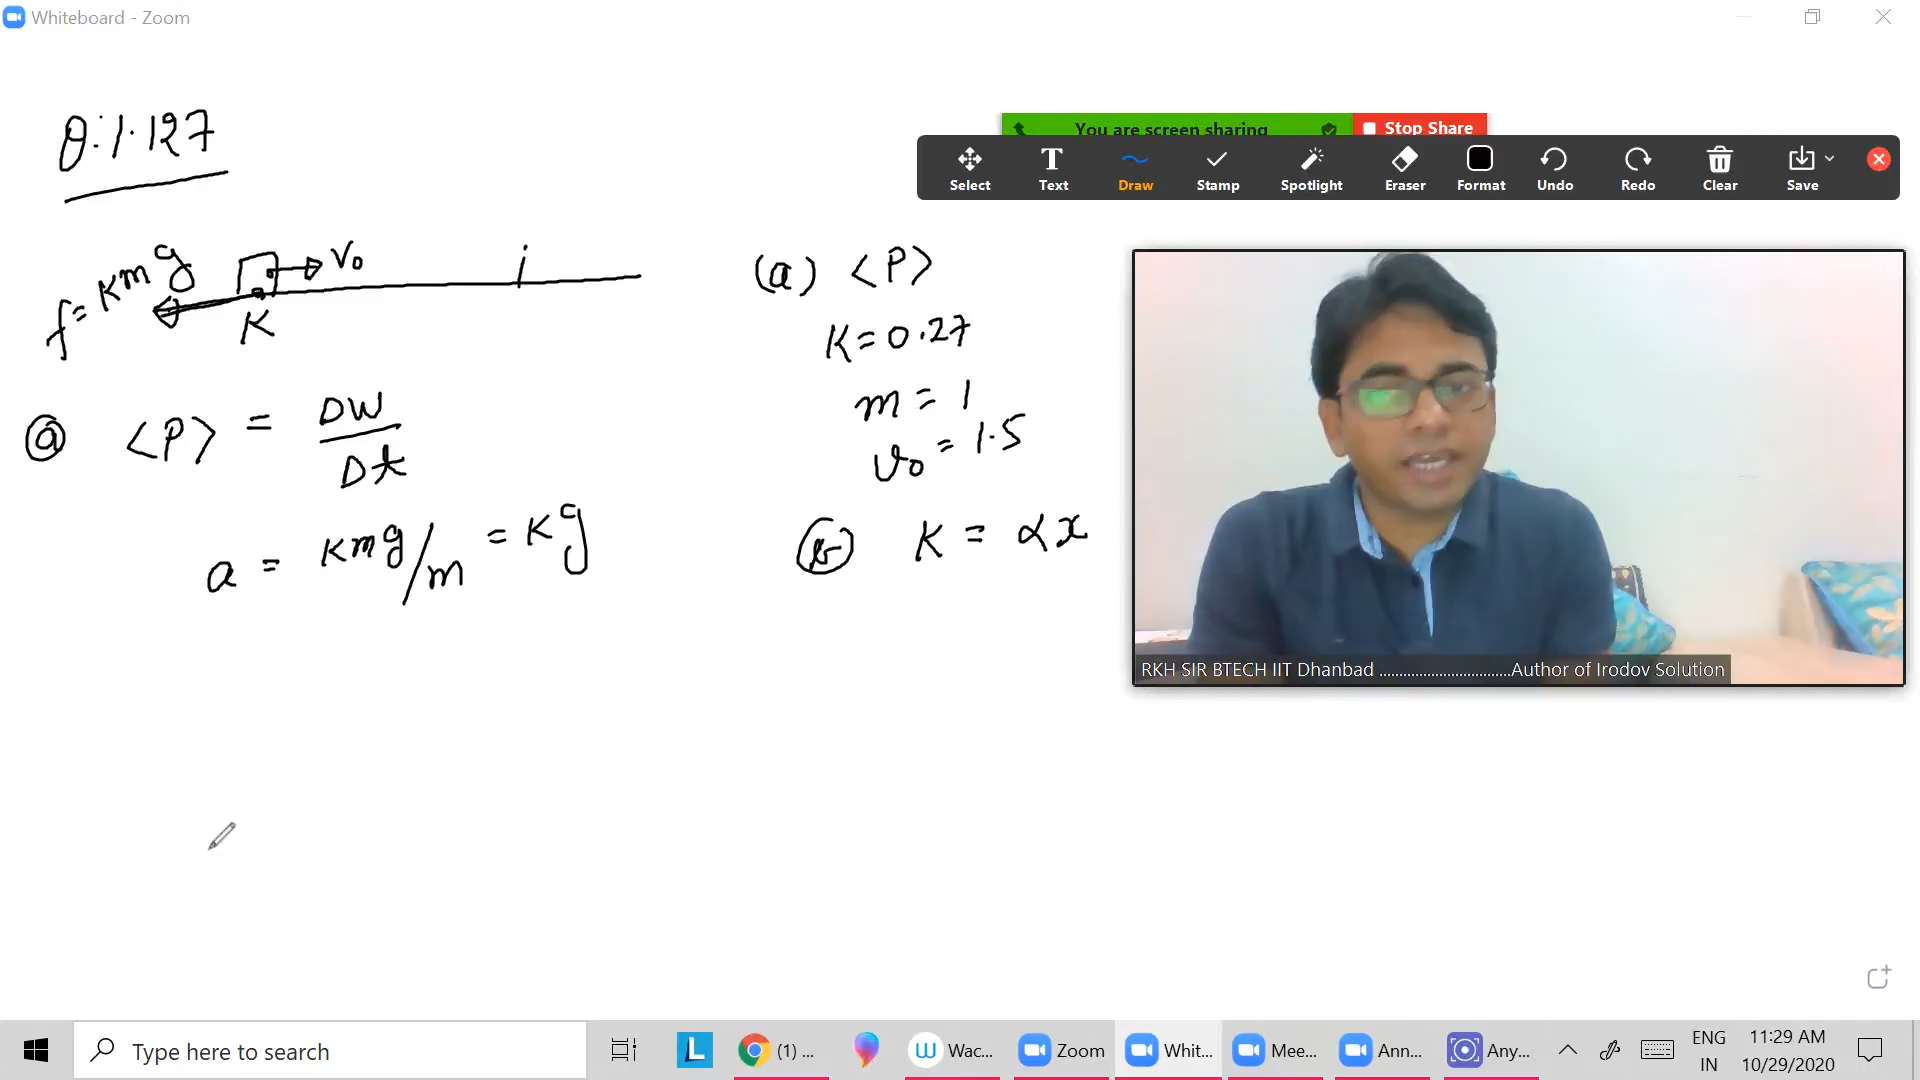 Whiteboard - Zoom
Q: 1.127
You are screen sharing
Stop Share
Select
Text
Draw
Stamp
Spotlight
Eraser
Format
Undo
Redo
Clear
Save
f = Kmg
V₀
K
(a) <P>
K = 0.27
m = 1
v₀ = 1.5
(b) K = αx
(a) <P> = DW / Dt
a = Kmg/m = Kg
RKH SIR BTECH IIT Dhanbad .................................Author of Irodov Solution
Type here to search
L
(1) ...
W
Wac...
Zoom
Whit...
Mee...
Ann...
Any...
ENG
IN
11:29 AM
10/29/2020